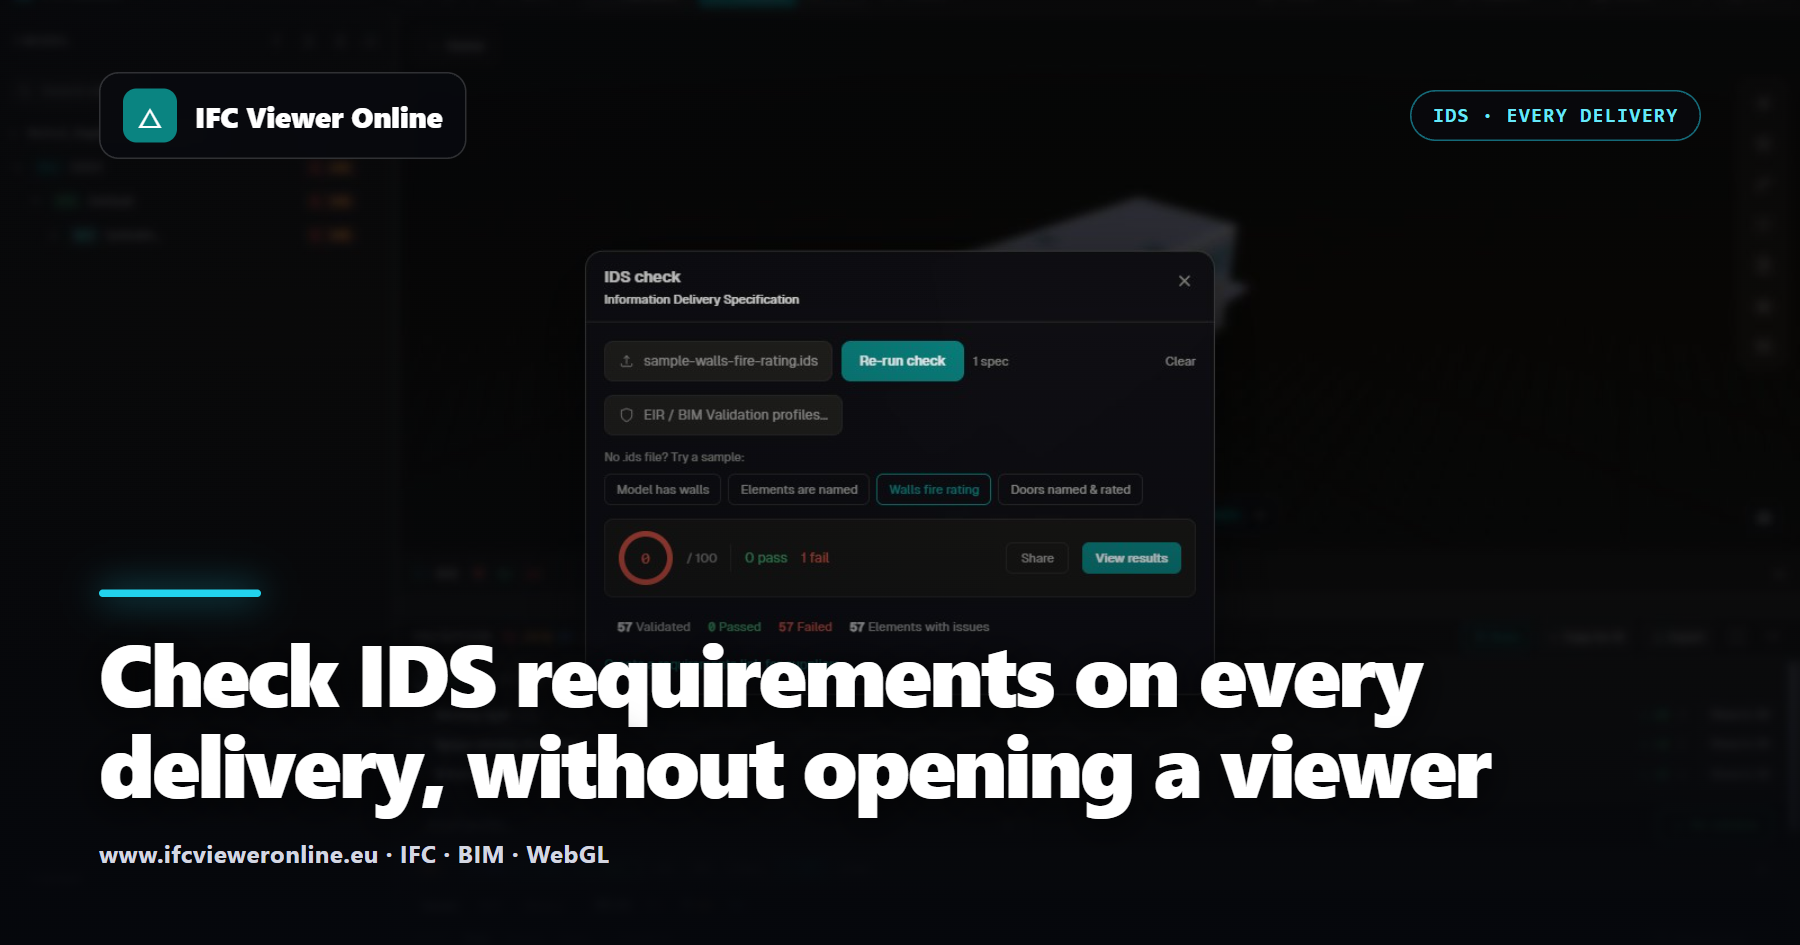 IFC Viewer Online
IDS · EVERY DELIVERY
IDS check
Information Delivery Specification
sample-walls-fire-rating.ids
Re-run check
1 spec
Clear
EIR / BIM Validation profiles...
No .ids file? Try a sample:
Model has walls
Elements are named
Walls fire rating
Doors named & rated
0
/ 100
0 pass
1 fail
Share
View results
57 Validated
0 Passed
57 Failed
57 Elements with issues
Check IDS requirements on every
delivery, without opening a viewer
www.ifcvieweronline.eu · IFC · BIM · WebGL